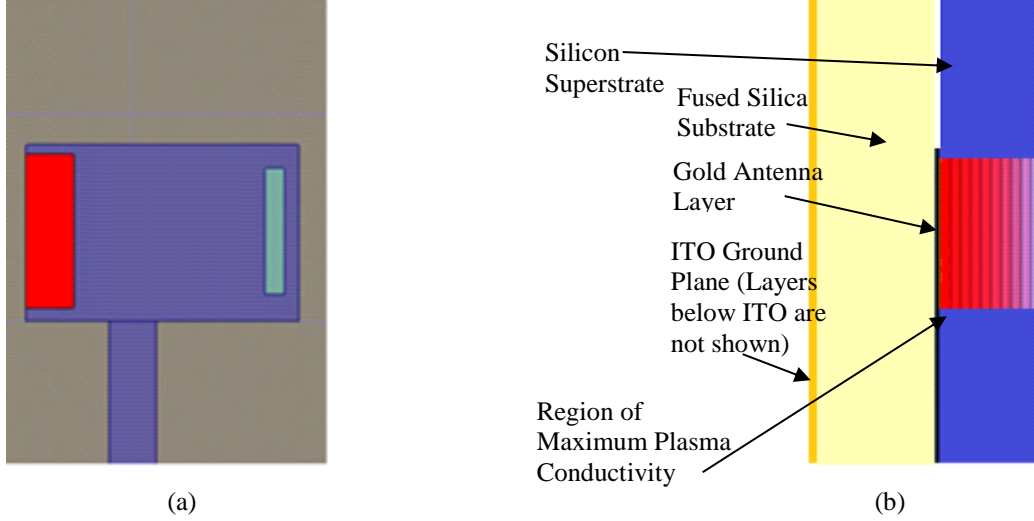 Silicon
Superstrate
Fused Silica
Substrate
Gold Antenna
Layer
ITO Ground
Plane (Layers
below ITO are
not shown)
Region of
Maximum Plasma
Conductivity
(a)
(b)